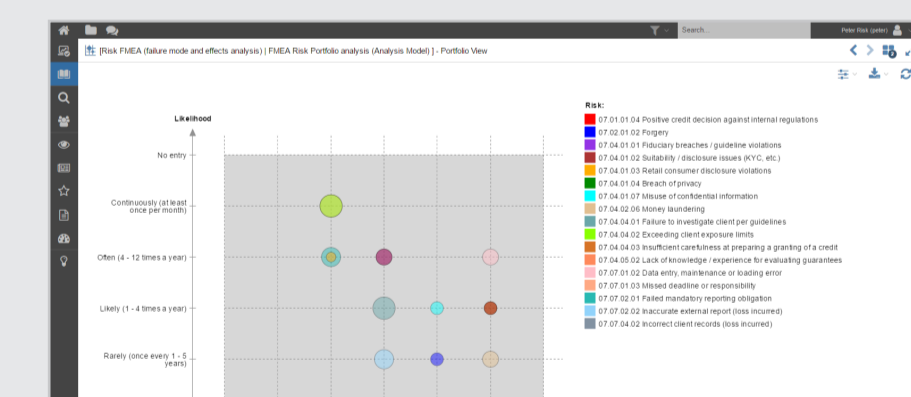 Search...
Peter Risk (peter)
[Risk FMEA (failure mode and effects analysis) | FMEA Risk Portfolio analysis (Analysis Model) ] - Portfolio View
Likelihood
No entry
Continuously (at least
once per month)
Often (4 - 12 times a year)
Likely (1 - 4 times a year)
Rarely (once every 1 - 5
years)
Risk:
07.01.01.04 Positive credit decision against internal regulations
07.02.01.02 Forgery
07.04.01.01 Fiduciary breaches / guideline violations
07.04.01.02 Suitability / disclosure issues (KYC, etc.)
07.04.01.03 Retail consumer disclosure violations
07.04.01.04 Breach of privacy
07.04.01.07 Misuse of confidential information
07.04.02.06 Money laundering
07.04.04.01 Failure to investigate client per guidelines
07.04.04.02 Exceeding client exposure limits
07.04.04.03 Insufficient carefulness at preparing a granting of a credit
07.04.05.02 Lack of knowledge / experience for evaluating guarantees
07.07.01.02 Data entry, maintenance or loading error
07.07.01.03 Missed deadline or responsibility
07.07.02.01 Failed mandatory reporting obligation
07.07.02.02 Inaccurate external report (loss incurred)
07.07.04.02 Incorrect client records (loss incurred)